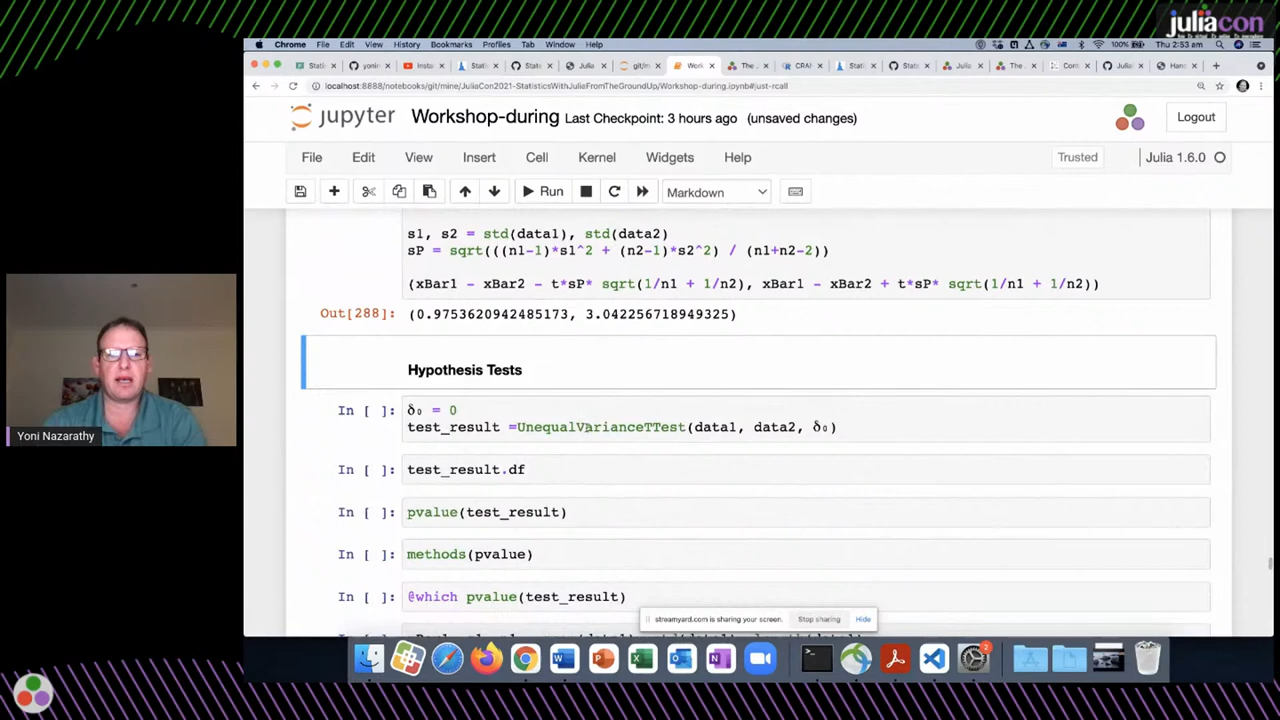 juliacon
Chrome File Edit View History Bookmarks Profiles Tab Window Help
100% Thu 2:53 am
localhost:8888/notebooks/git/mine/JuliaCon2021-StatisticsWithJuliaFromTheGroundUp/Workshop-during.ipynb#just-rcall
jupyter Workshop-during Last Checkpoint: 3 hours ago (unsaved changes) Logout
File Edit View Insert Cell Kernel Widgets Help Trusted Julia 1.6.0
Run Markdown
s1, s2 = std(data1), std(data2)
sP = sqrt(((n1-1)*s1^2 + (n2-1)*s2^2) / (n1+n2-2))
(xBar1 - xBar2 - t*sP* sqrt(1/n1 + 1/n2), xBar1 - xBar2 + t*sP* sqrt(1/n1 + 1/n2))
Out[288]: (0.9753620942485173, 3.042256718949325)
Hypothesis Tests
In [ ]: δ₀ = 0
test_result =UnequalVarianceTTest(data1, data2, δ₀)
In [ ]: test_result.df
In [ ]: pvalue(test_result)
In [ ]: methods(pvalue)
In [ ]: @which pvalue(test_result)
streamyard.com is sharing your screen. Stop sharing Hide
Yoni Nazarathy